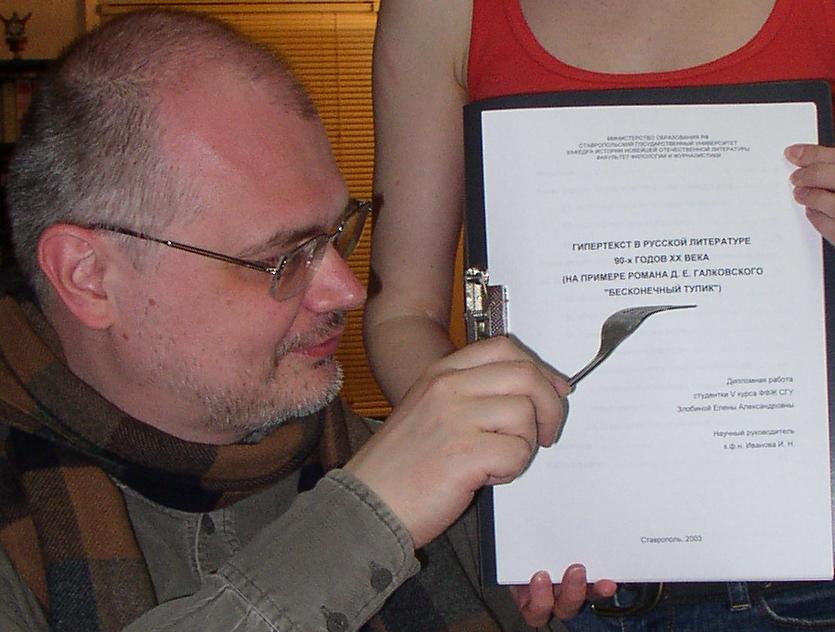 МИНИСТЕРСТВО ОБРАЗОВАНИЯ РФ
СТАВРОПОЛЬСКИЙ ГОСУДАРСТВЕННЫЙ УНИВЕРСИТЕТ
КАФЕДРА ИСТОРИИ НОВЕЙШЕЙ ОТЕЧЕСТВЕННОЙ ЛИТЕРАТУРЫ
ФАКУЛЬТЕТ ФИЛОЛОГИИ И ЖУРНАЛИСТИКИ
ГИПЕРТЕКСТ В РУССКОЙ ЛИТЕРАТУРЕ
90-х ГОДОВ XX ВЕКА
(НА ПРИМЕРЕ РОМАНА Д. Е. ГАЛКОВСКОГО
"БЕСКОНЕЧНЫЙ ТУПИК")
Дипломная работа
студентки V курса ФФЖ СГУ
Злобиной Елены Александровны
Научный руководитель
к.ф.н. Иванова И. Н.
Ставрополь, 2003